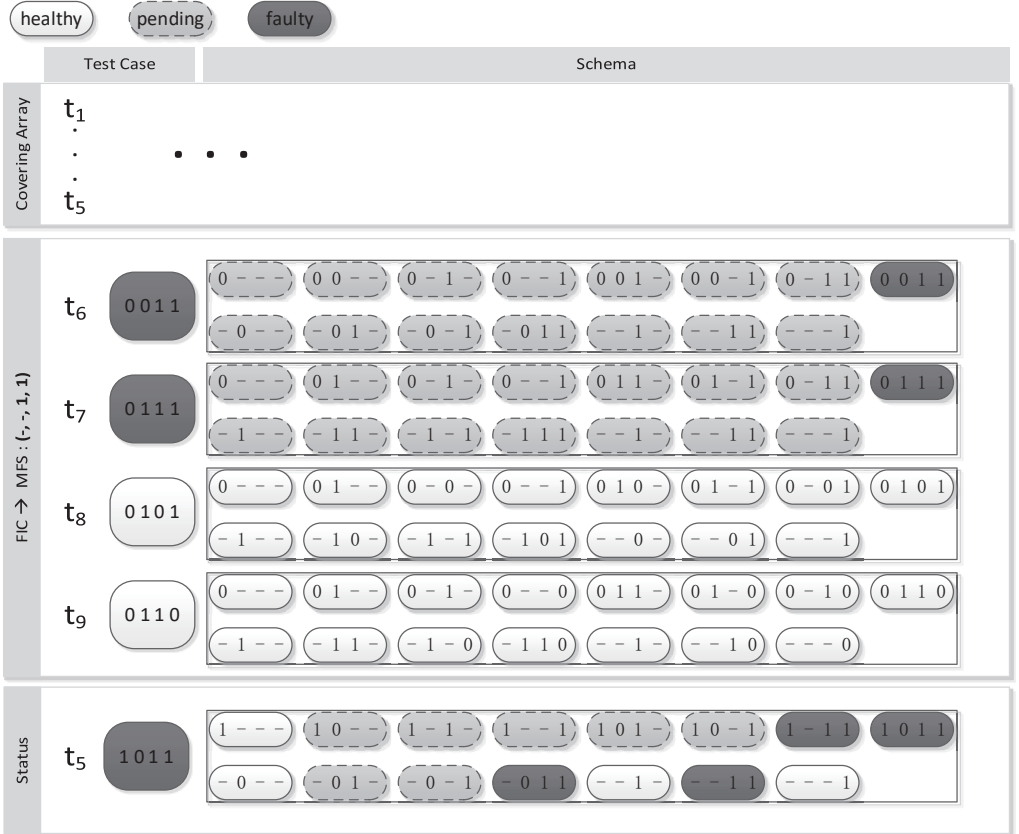 healthy pending faulty
Test Case Schema
Covering Array
t1
.
. . . .
.
t5
FIC → MFS : (-, -, 1, 1)
t6 0011
0 - - - 0 0 - - 0 - 1 - 0 - - 1 0 0 1 - 0 0 - 1 0 - 1 1 0 0 1 1
- 0 - - - 0 1 - - 0 - 1 - 0 1 1 - - 1 - - 1 1 - - - 1
t7 0111
0 - - - 0 1 - - 0 - 1 - 0 - - 1 0 1 1 - 0 1 - 1 0 - 1 1 0 1 1 1
- 1 - - - 1 1 - - 1 - 1 - 1 1 1 - - 1 - - 1 1 - - - 1
t8 0101
0 - - - 0 1 - - 0 - 0 - 0 - - 1 0 1 0 - 0 1 - 1 0 - 0 1 0 1 0 1
- 1 - - - 1 0 - - 1 - 1 - 1 0 1 - - 0 - - - 0 1 - - - 1
t9 0110
0 - - - 0 1 - - 0 - 1 - 0 - - 0 0 1 1 - 0 1 - 0 0 - 1 0 0 1 1 0
- 1 - - - 1 1 - - 1 - 0 - 1 1 0 - - 1 - - - 1 0 - - - 0
Status
t5 1011
1 - - - 1 0 - - 1 - 1 - 1 - - 1 1 0 1 - 1 0 - 1 1 - 1 1 1 0 1 1
- 0 - - - 0 1 - - 0 - 1 - 0 1 1 - - 1 - - 1 1 - - - 1